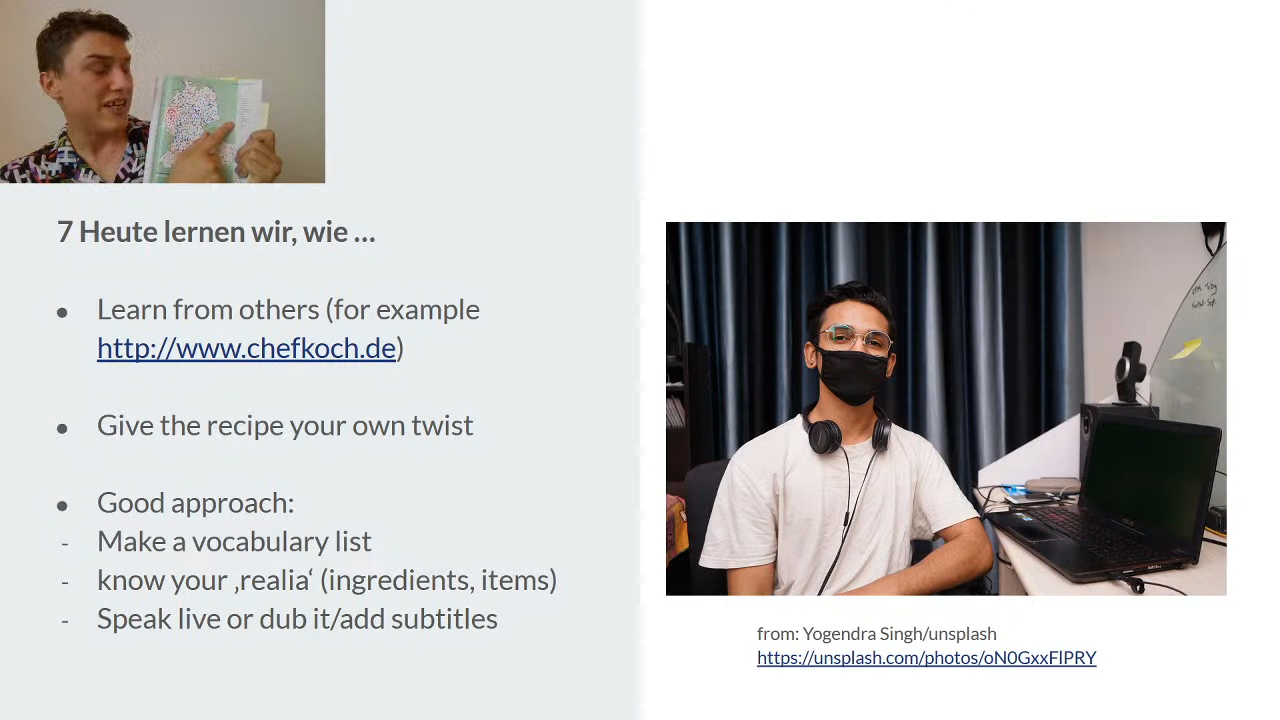 7 Heute lernen wir, wie ...
• Learn from others (for example
http://www.chefkoch.de)
• Give the recipe your own twist
• Good approach:
- Make a vocabulary list
- know your ‚realia‘ (ingredients, items)
- Speak live or dub it/add subtitles
from: Yogendra Singh/unsplash
https://unsplash.com/photos/oN0GxxFlPRY